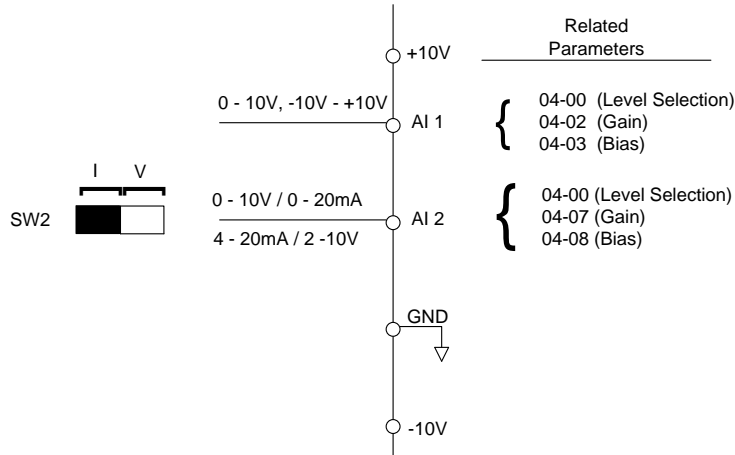 Related
Parameters
+10V
0 - 10V, -10V - +10V
AI 1
04-00 (Level Selection)
04-02 (Gain)
04-03 (Bias)
I V
SW2
0 - 10V / 0 - 20mA
4 - 20mA / 2 -10V
AI 2
04-00 (Level Selection)
04-07 (Gain)
04-08 (Bias)
GND
-10V